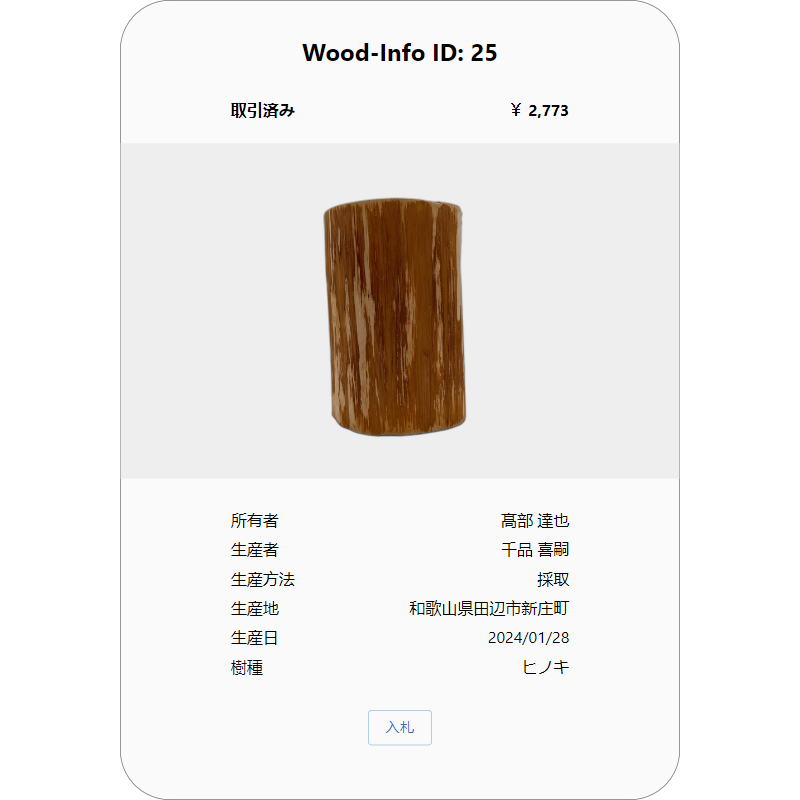 Wood-Info ID: 25
取引済み ￥ 2,773
所有者 髙部 達也
生産者 千品 喜嗣
生産方法 採取
生産地 和歌山県田辺市新庄町
生産日 2024/01/28
樹種 ヒノキ
入札